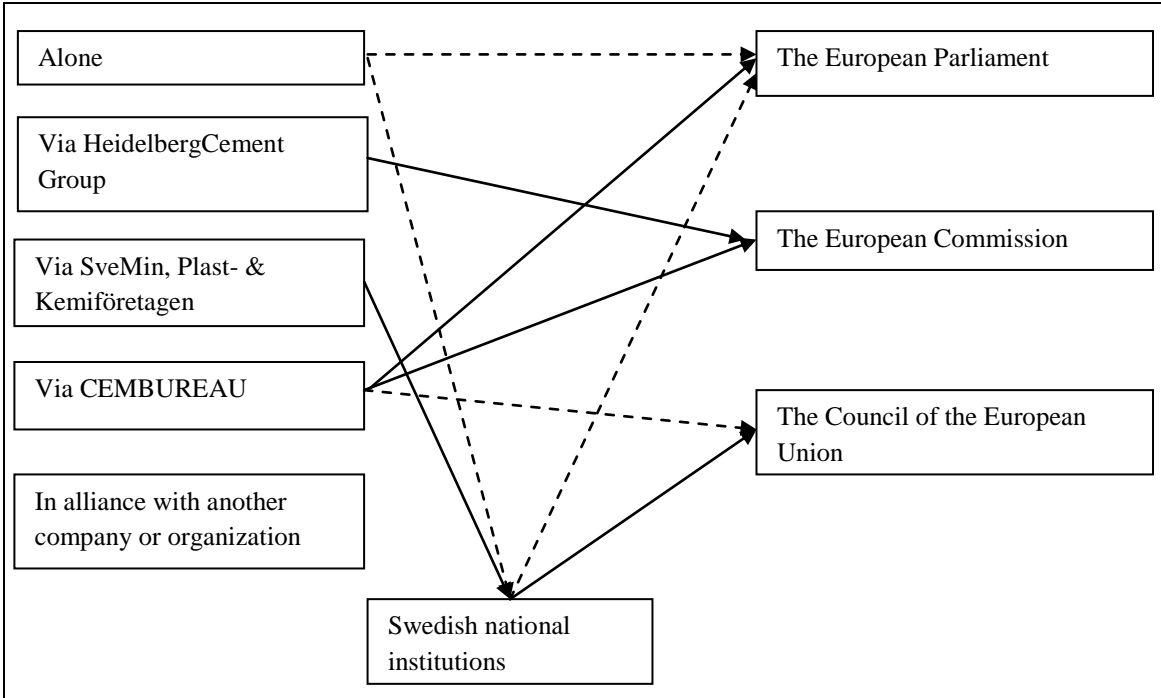 Alone
Via HeidelbergCement
Group
Via SveMin, Plast- &
Kemiföretagen
Via CEMBUREAU
In alliance with another
company or organization
Swedish national
institutions
The European Parliament
The European Commission
The Council of the European
Union